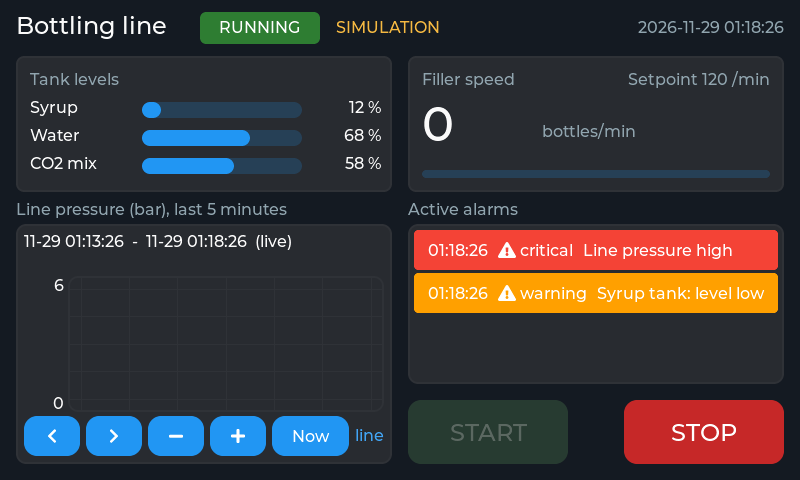 Bottling line
RUNNING
SIMULATION
2026-11-29 01:18:26
Tank levels
Syrup 12 %
Water 68 %
CO2 mix 58 %
Filler speed
Setpoint 120 /min
0
bottles/min
Line pressure (bar), last 5 minutes
11-29 01:13:26 - 11-29 01:18:26 (live)
6
0
Now
line
Active alarms
01:18:26 critical Line pressure high
01:18:26 warning Syrup tank: level low
START
STOP